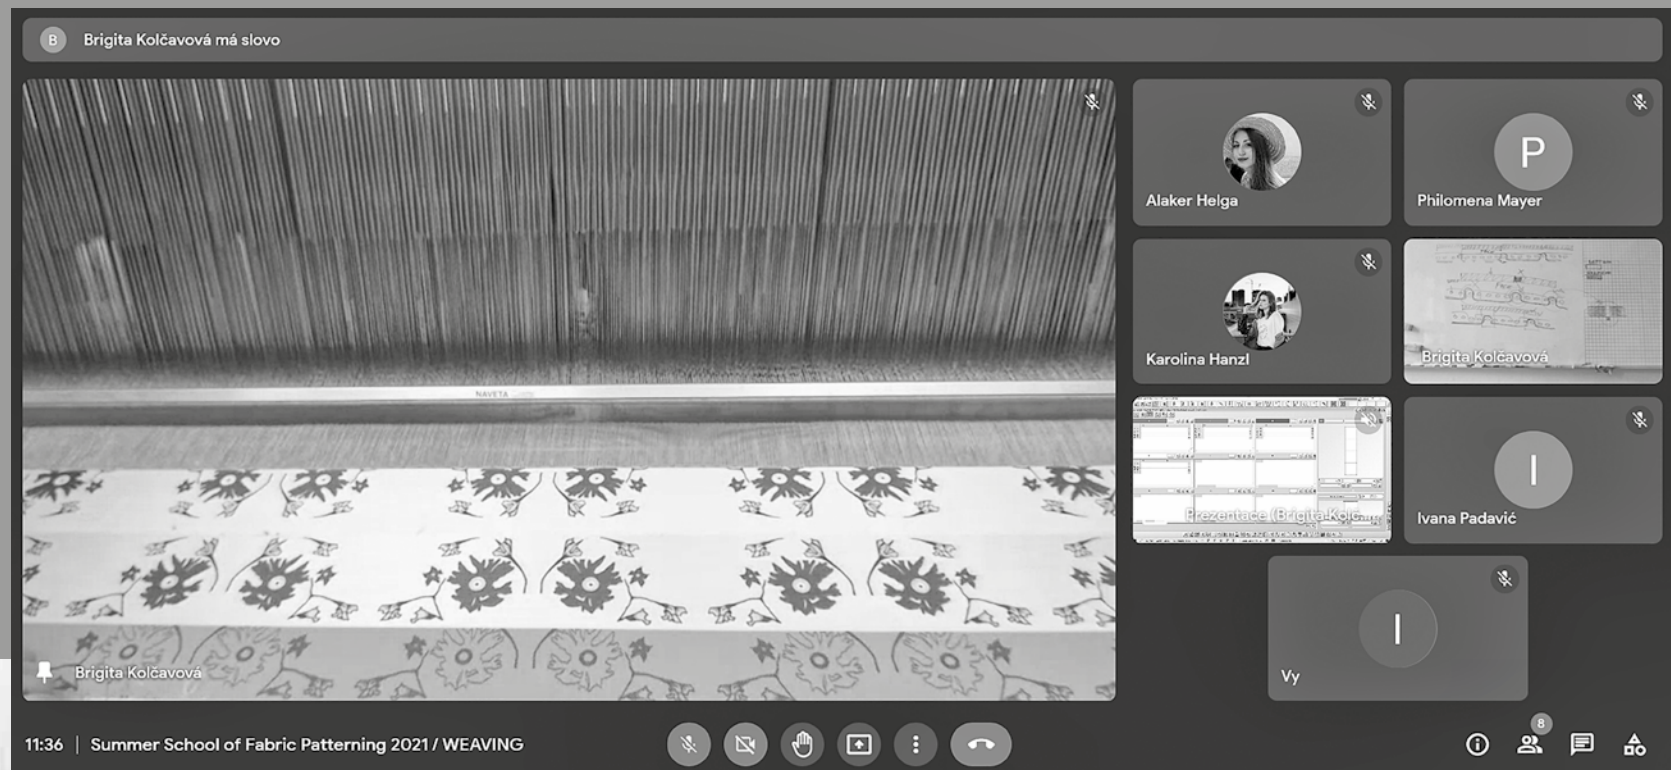 B Brigita Kolčavová má slovo
NAVETA
Brigita Kolčavová
Alaker Helga
P
Philomena Mayer
Karolina Hanzl
Brigita Kolčavová
Prezentace (Brigita Kolč...
I
Ivana Padavić
I
Vy
11:36 | Summer School of Fabric Patterning 2021 / WEAVING
8